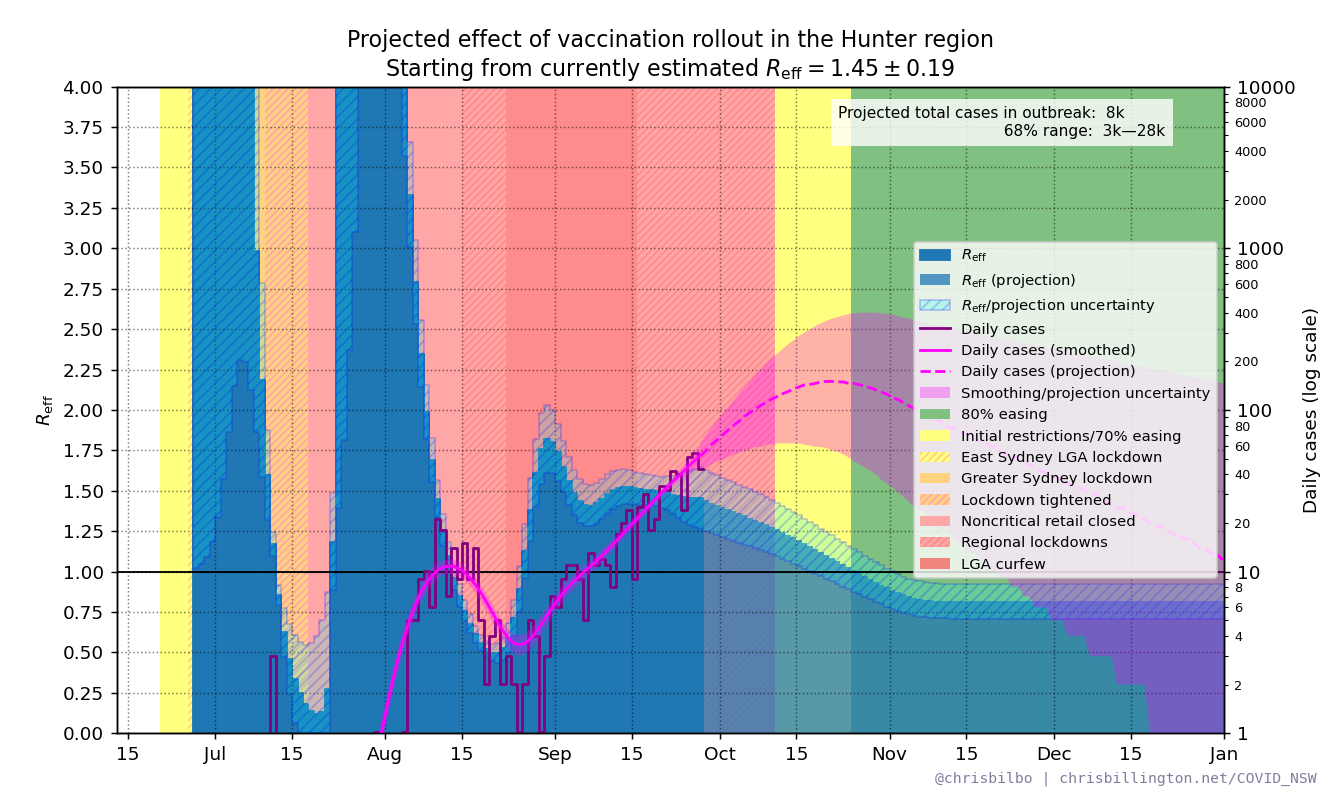 Projected effect of vaccination rollout in the Hunter region
Starting from currently estimated Reff = 1.45 ± 0.19
Projected total cases in outbreak: 8k
68% range: 3k—28k
Reff
4.00
3.75
3.50
3.25
3.00
2.75
2.50
2.25
2.00
1.75
1.50
1.25
1.00
0.75
0.50
0.25
0.00
Reff
Reff (projection)
Reff/projection uncertainty
Daily cases
Daily cases (smoothed)
Daily cases (projection)
Smoothing/projection uncertainty
80% easing
Initial restrictions/70% easing
East Sydney LGA lockdown
Greater Sydney lockdown
Lockdown tightened
Noncritical retail closed
Regional lockdowns
LGA curfew
10000
8000
6000
4000
2000
1000
800
600
400
200
100
80
60
40
20
10
8
6
4
2
1
Daily cases (log scale)
15 Jul 15 Aug 15 Sep 15 Oct 15 Nov 15 Dec 15 Jan
@chrisbilbo | chrisbillington.net/COVID_NSW